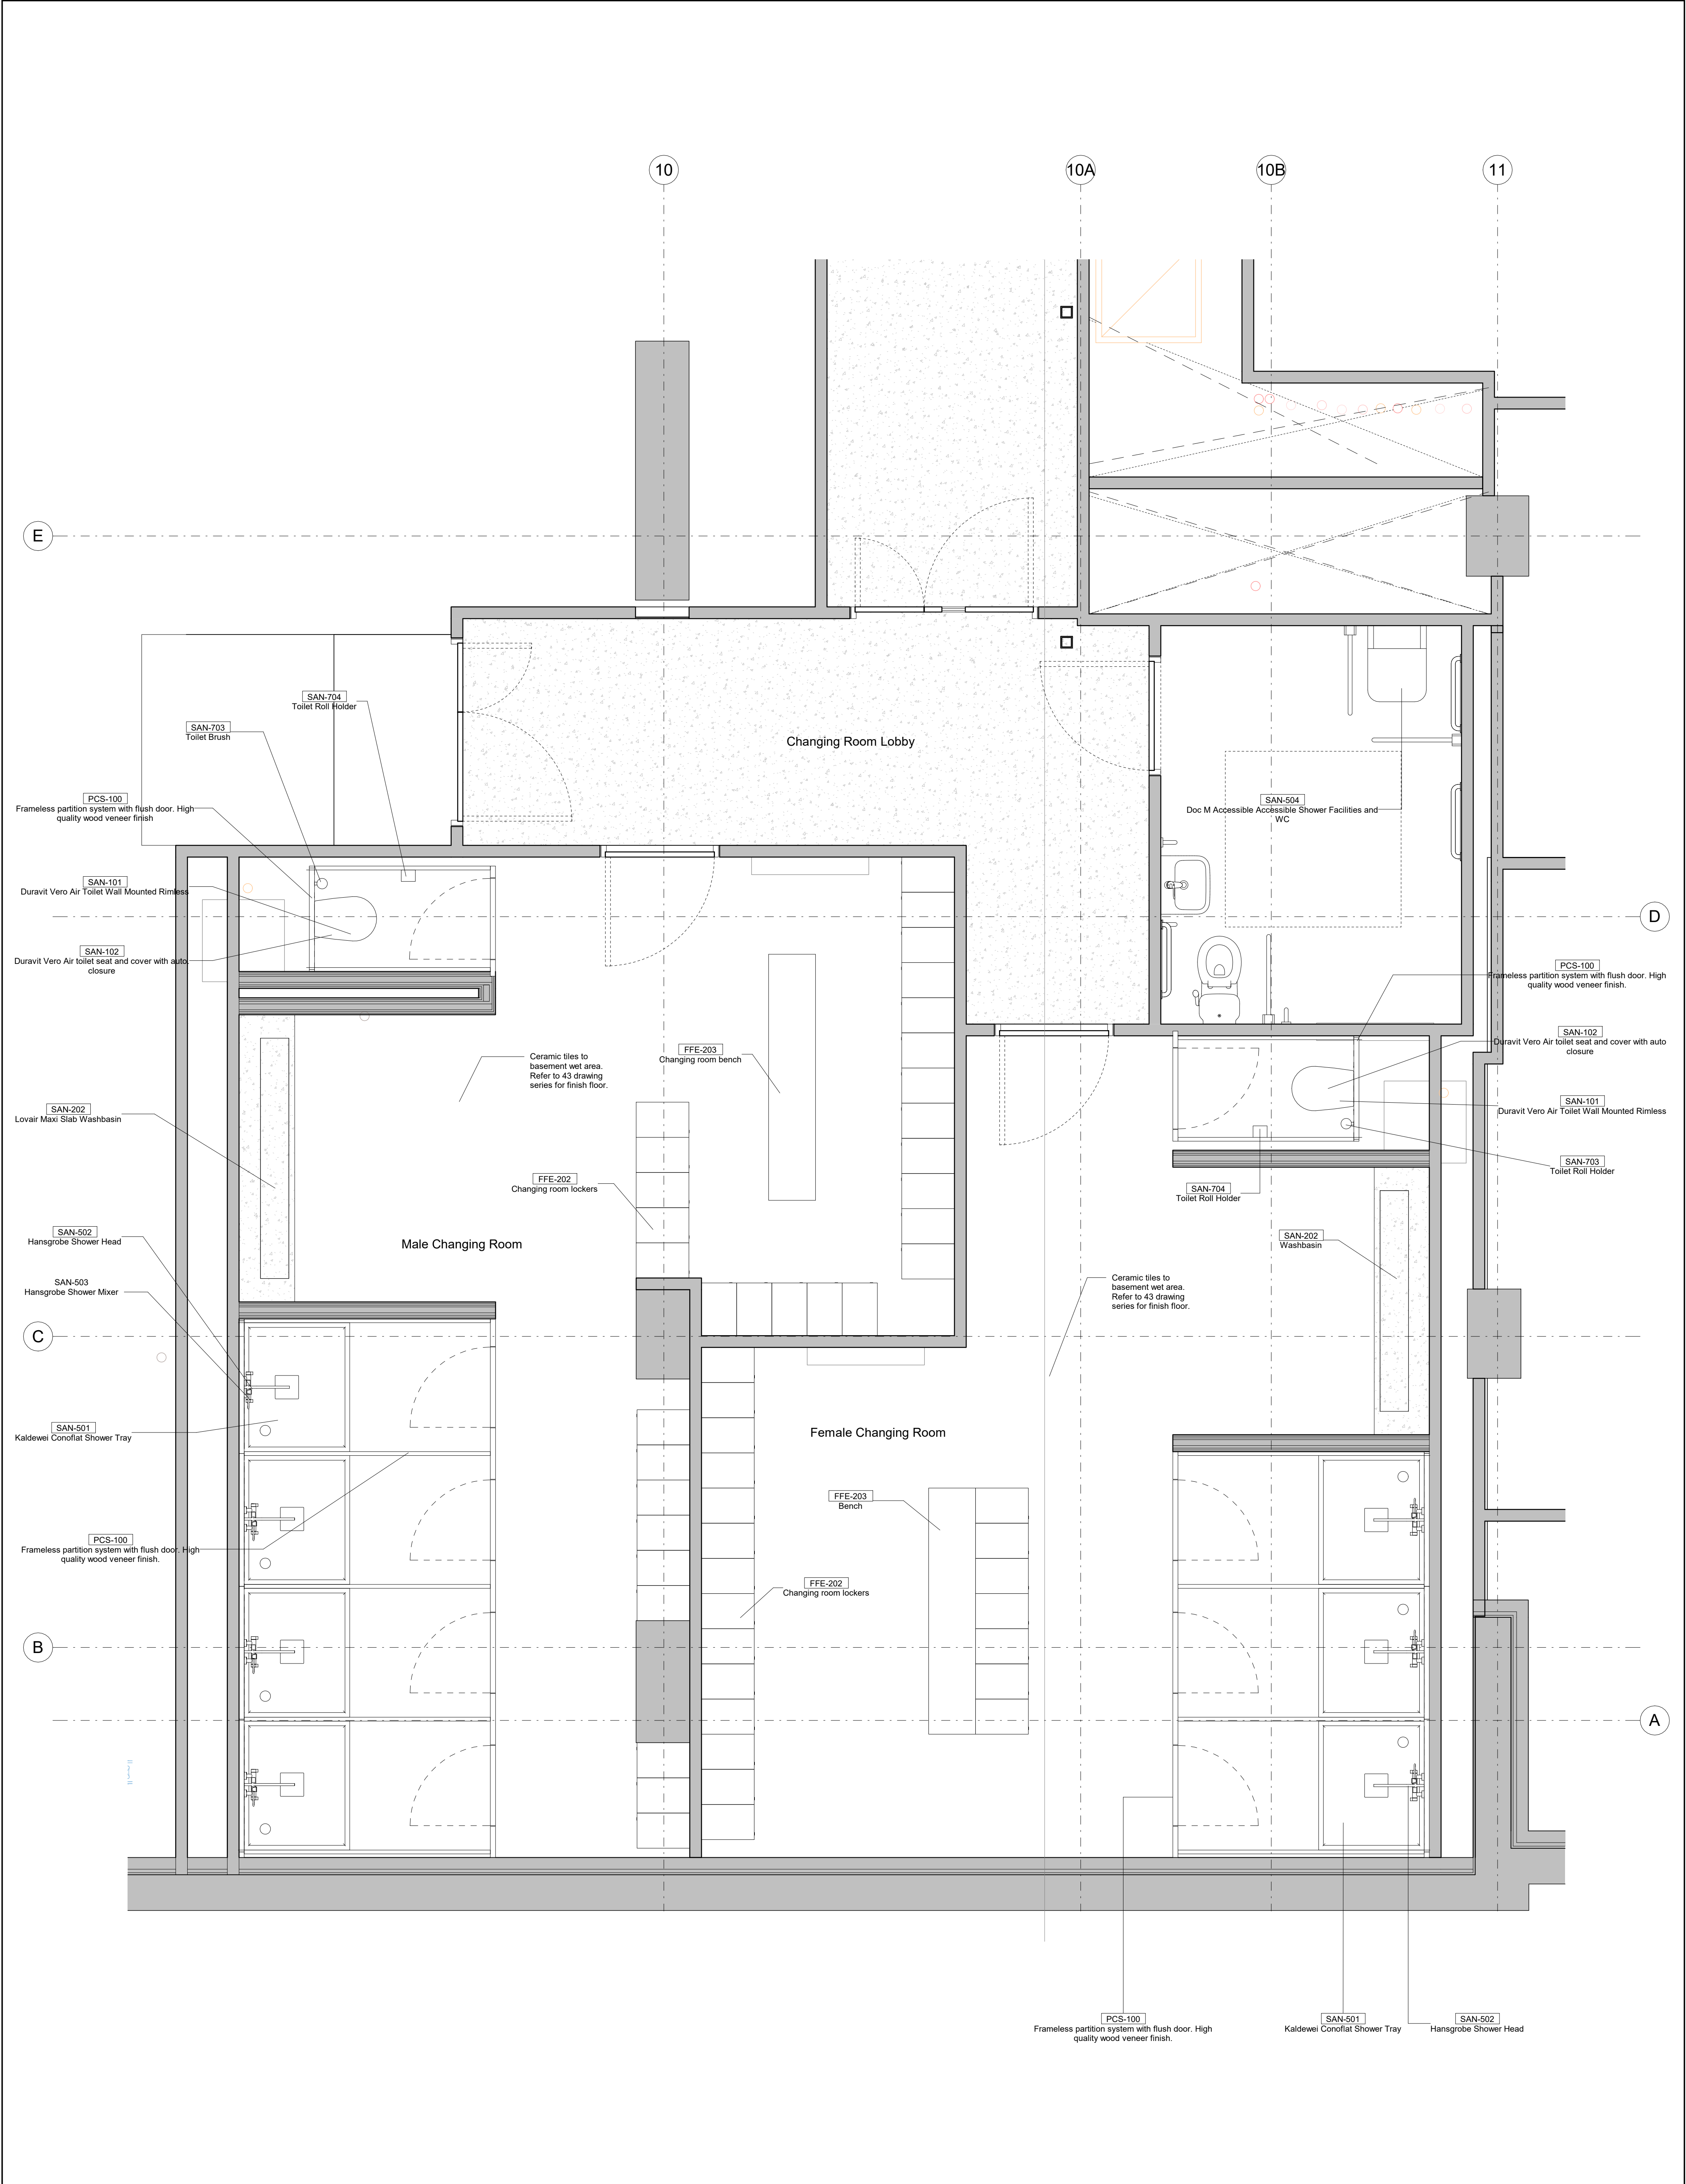 10
10A
10B
11
E
SAN-704
Toilet Roll Holder
SAN-703
Toilet Brush
Changing Room Lobby
PCS-100
Frameless partition system with flush door. High
quality wood veneer finish
SAN-504
Doc M Accessible Accessible Shower Facilities and
WC
SAN-101
Duravit Vero Air Toilet Wall Mounted Rimless
D
SAN-102
Duravit Vero Air toilet seat and cover with auto
closure
PCS-100
Frameless partition system with flush door. High
quality wood veneer finish.
SAN-102
Duravit Vero Air toilet seat and cover with auto
closure
Ceramic tiles to
basement wet area.
Refer to 43 drawing
series for finish floor.
FFE-203
Changing room bench
SAN-202
Lovair Maxi Slab Washbasin
SAN-101
Duravit Vero Air Toilet Wall Mounted Rimless
SAN-703
Toilet Roll Holder
FFE-202
Changing room lockers
SAN-704
Toilet Roll Holder
SAN-502
Hansgrobe Shower Head
Male Changing Room
SAN-202
Washbasin
SAN-503
Hansgrobe Shower Mixer
Ceramic tiles to
basement wet area.
Refer to 43 drawing
series for finish floor.
C
SAN-501
Kaldewei Conoflat Shower Tray
Female Changing Room
FFE-203
Bench
PCS-100
Frameless partition system with flush door. High
quality wood veneer finish.
FFE-202
Changing room lockers
B
A
PCS-100
Frameless partition system with flush door. High
quality wood veneer finish.
SAN-501
Kaldewei Conoflat Shower Tray
SAN-502
Hansgrobe Shower Head